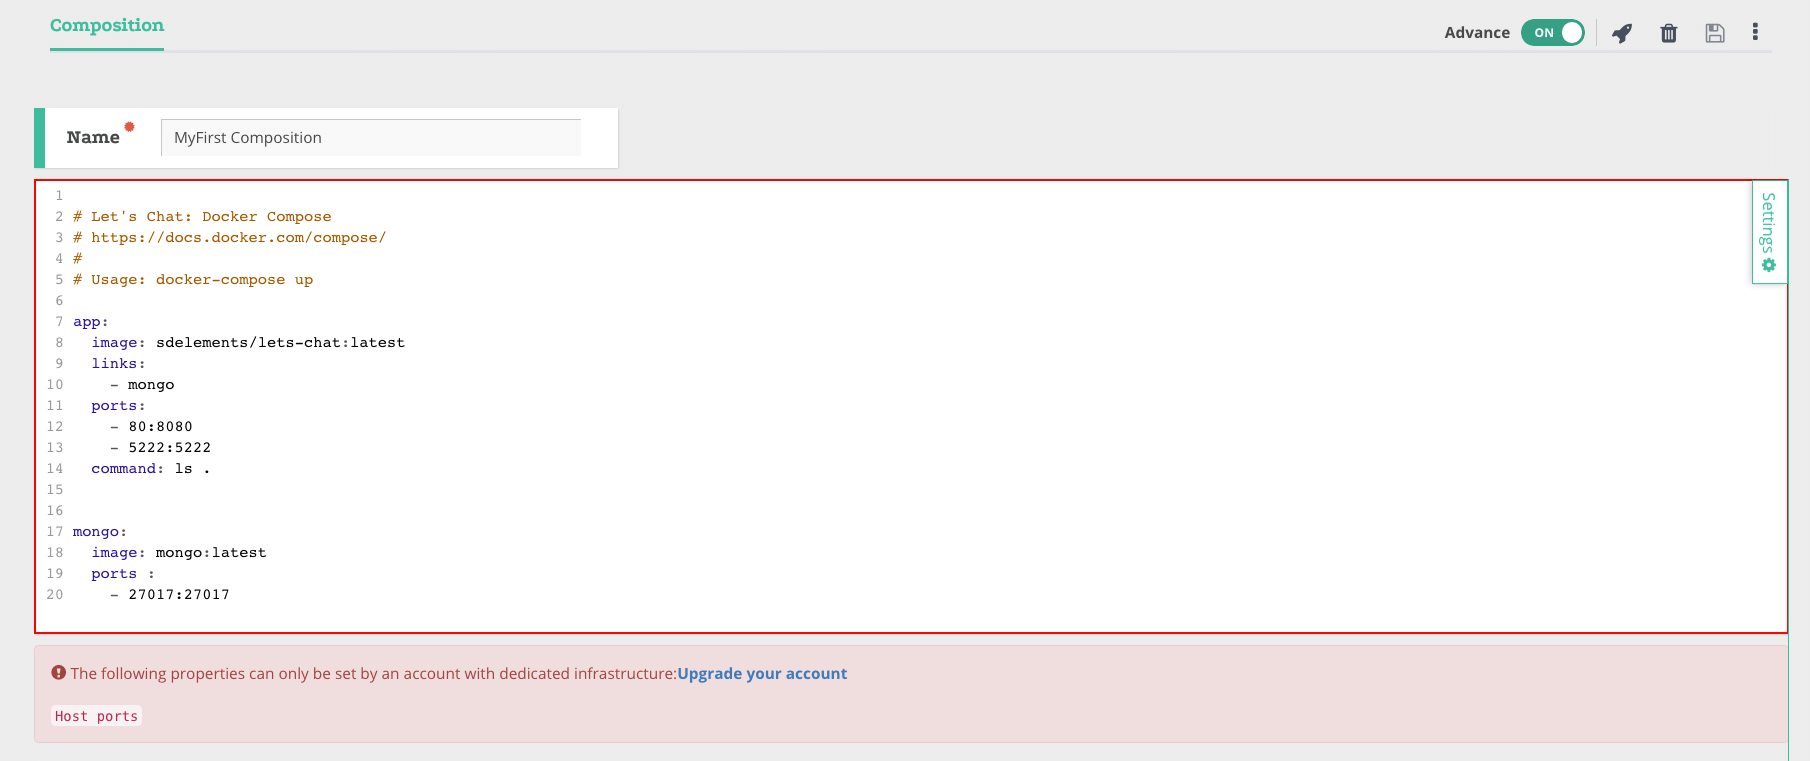 Composition
Advance ON
Name
MyFirst Composition
Settings
1
2 # Let's Chat: Docker Compose
3 # https://docs.docker.com/compose/
4 #
5 # Usage: docker-compose up
6
7 app:
8   image: sdelements/lets-chat:latest
9   links:
10     - mongo
11   ports:
12     - 80:8080
13     - 5222:5222
14   command: ls .
15
16
17 mongo:
18   image: mongo:latest
19   ports :
20     - 27017:27017
The following properties can only be set by an account with dedicated infrastructure:Upgrade your account
Host ports